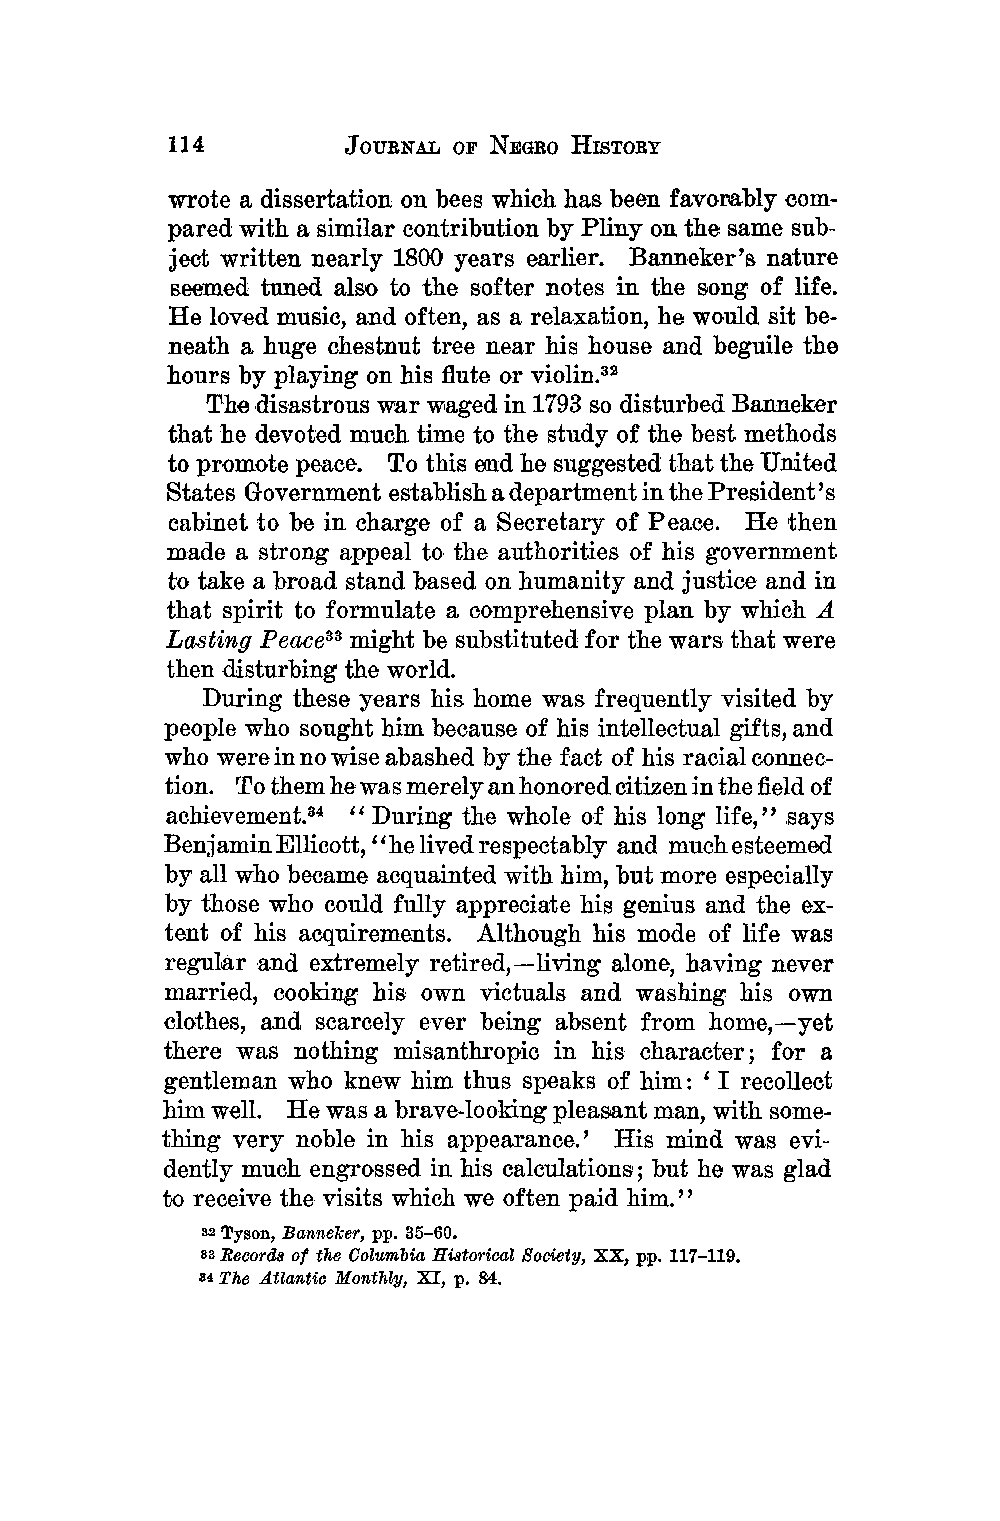 114 JOURNAL OF NEGRO HISTORY
wrote a dissertation on bees which has been favorably com-
pared with a similar contribution by Pliny on the same sub-
ject written nearly 1800 years earlier. Banneker's nature
seemed tuned also to the softer notes in the song of life.
He loved music, and often, as a relaxation, he would sit be-
neath a huge chestnut tree near his house and beguile the
hours by playing on his flute or violin.³²
The disastrous war waged in 1793 so disturbed Banneker
that he devoted much time to the study of the best methods
to promote peace. To this end he suggested that the United
States Government establish a department in the President's
cabinet to be in charge of a Secretary of Peace. He then
made a strong appeal to the authorities of his government
to take a broad stand based on humanity and justice and in
that spirit to formulate a comprehensive plan by which A
Lasting Peace³³ might be substituted for the wars that were
then disturbing the world.
During these years his home was frequently visited by
people who sought him because of his intellectual gifts, and
who were in no wise abashed by the fact of his racial connec-
tion. To them he was merely an honored citizen in the field of
achievement.³⁴ "During the whole of his long life," says
Benjamin Ellicott, "he lived respectably and much esteemed
by all who became acquainted with him, but more especially
by those who could fully appreciate his genius and the ex-
tent of his acquirements. Although his mode of life was
regular and extremely retired,—living alone, having never
married, cooking his own victuals and washing his own
clothes, and scarcely ever being absent from home,—yet
there was nothing misanthropic in his character; for a
gentleman who knew him thus speaks of him: 'I recollect
him well. He was a brave-looking pleasant man, with some-
thing very noble in his appearance.' His mind was evi-
dently much engrossed in his calculations; but he was glad
to receive the visits which we often paid him."
³² Tyson, Banneker, pp. 35–60.
³³ Records of the Columbia Historical Society, XX, pp. 117–119.
³⁴ The Atlantic Monthly, XI, p. 84.